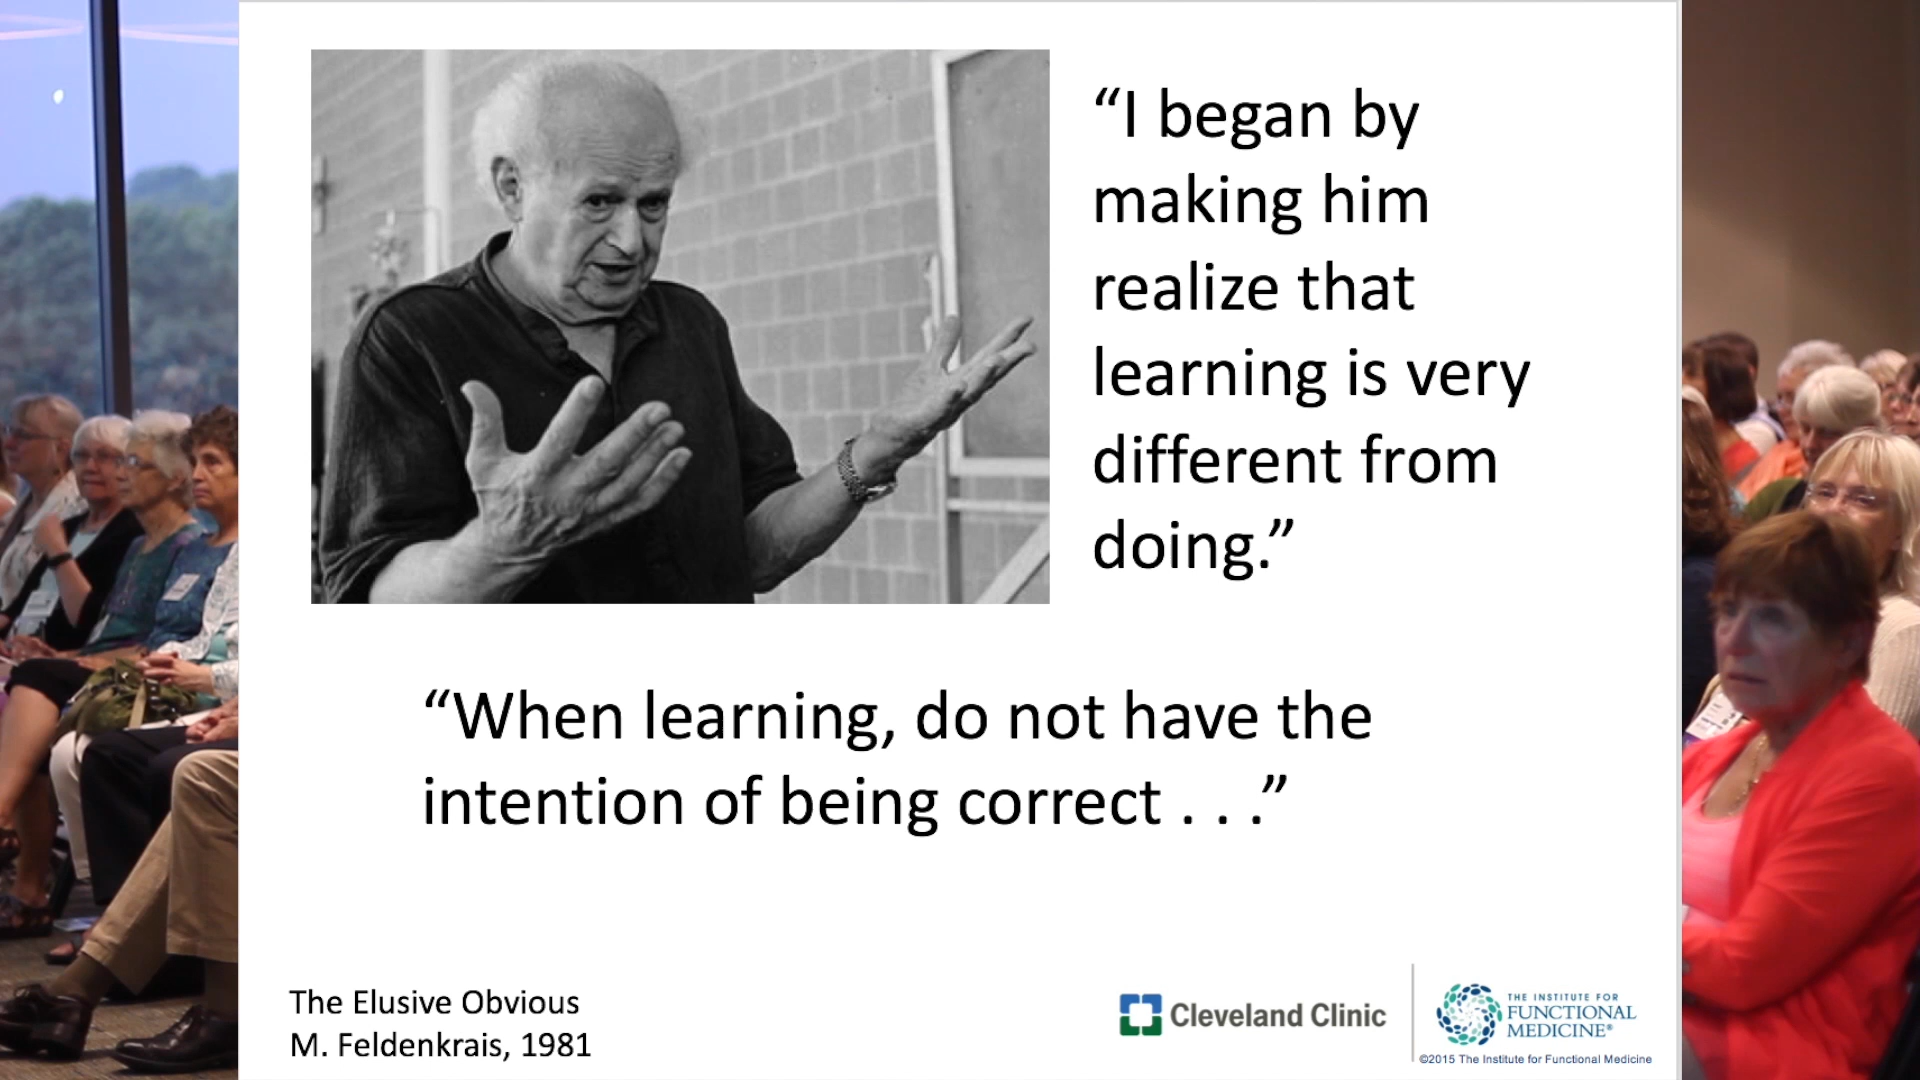 “I began by
making him
realize that
learning is very
different from
doing.”
“When learning, do not have the
intention of being correct . . .”
The Elusive Obvious
M. Feldenkrais, 1981
Cleveland Clinic
THE INSTITUTE FOR
FUNCTIONAL
MEDICINE®
©2015 The Institute for Functional Medicine